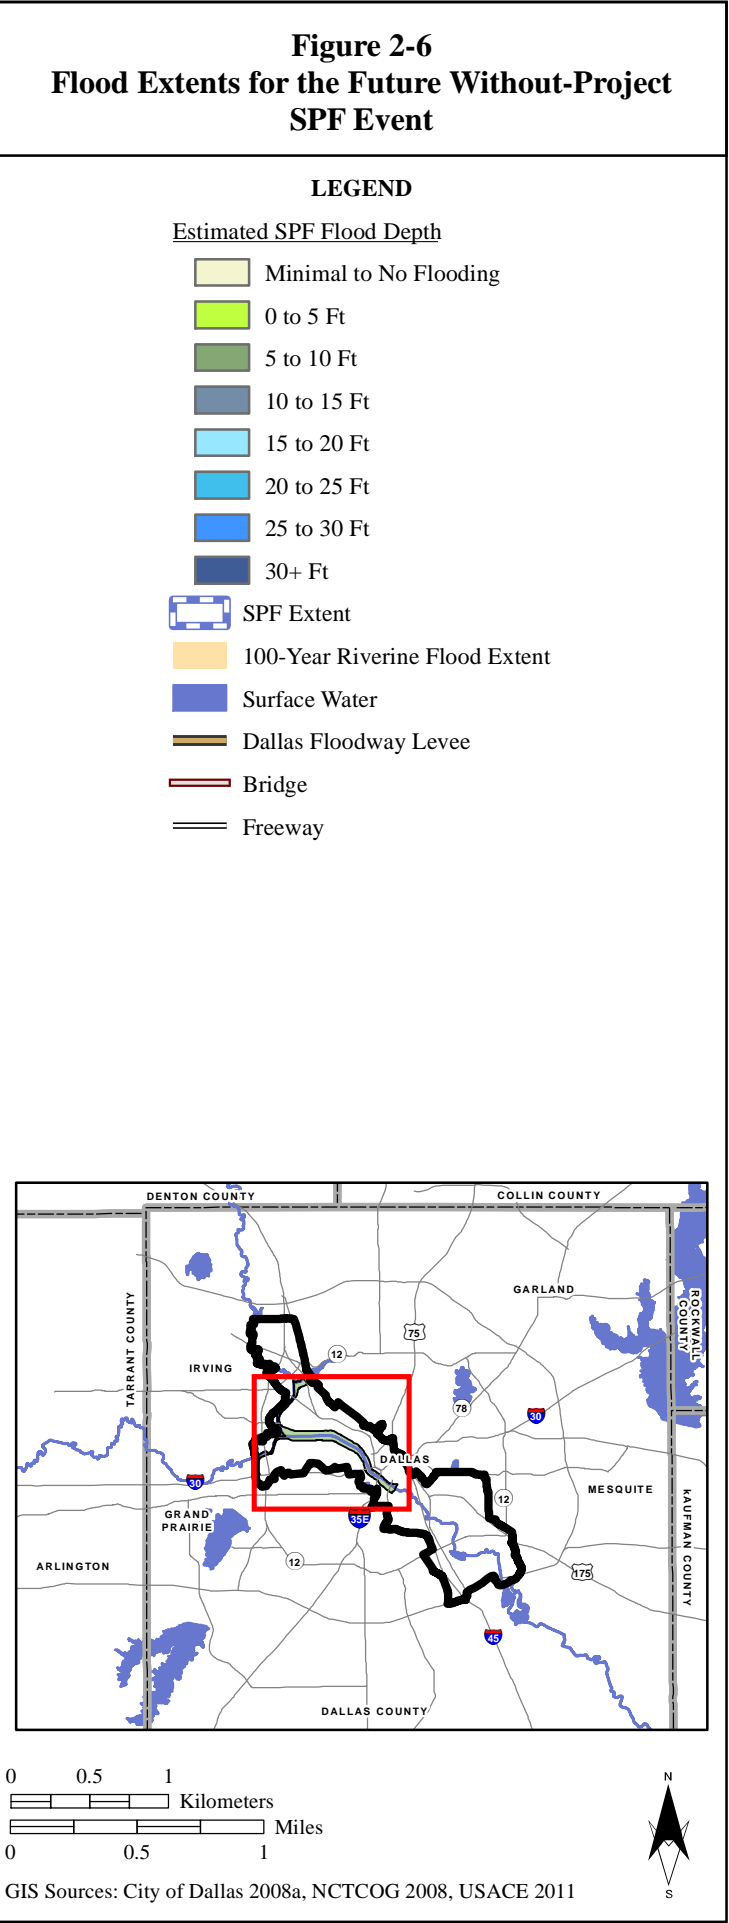 Figure 2-6
Flood Extents for the Future Without-Project
SPF Event
LEGEND
Estimated SPF Flood Depth
Minimal to No Flooding
0 to 5 Ft
5 to 10 Ft
10 to 15 Ft
15 to 20 Ft
20 to 25 Ft
25 to 30 Ft
30+ Ft
SPF Extent
100-Year Riverine Flood Extent
Surface Water
Dallas Floodway Levee
Bridge
Freeway
DENTON COUNTY
COLLIN COUNTY
TARRANT COUNTY
ROCKWALL
COUNTY
GARLAND
75
12
IRVING
78
30
DALLAS
30
MESQUITE
12
GRAND
PRAIRIE
35E
KAUFMAN COUNTY
12
ARLINGTON
175
45
DALLAS COUNTY
0 0.5 1
Kilometers
Miles
0 0.5 1
N
S
GIS Sources: City of Dallas 2008a, NCTCOG 2008, USACE 2011